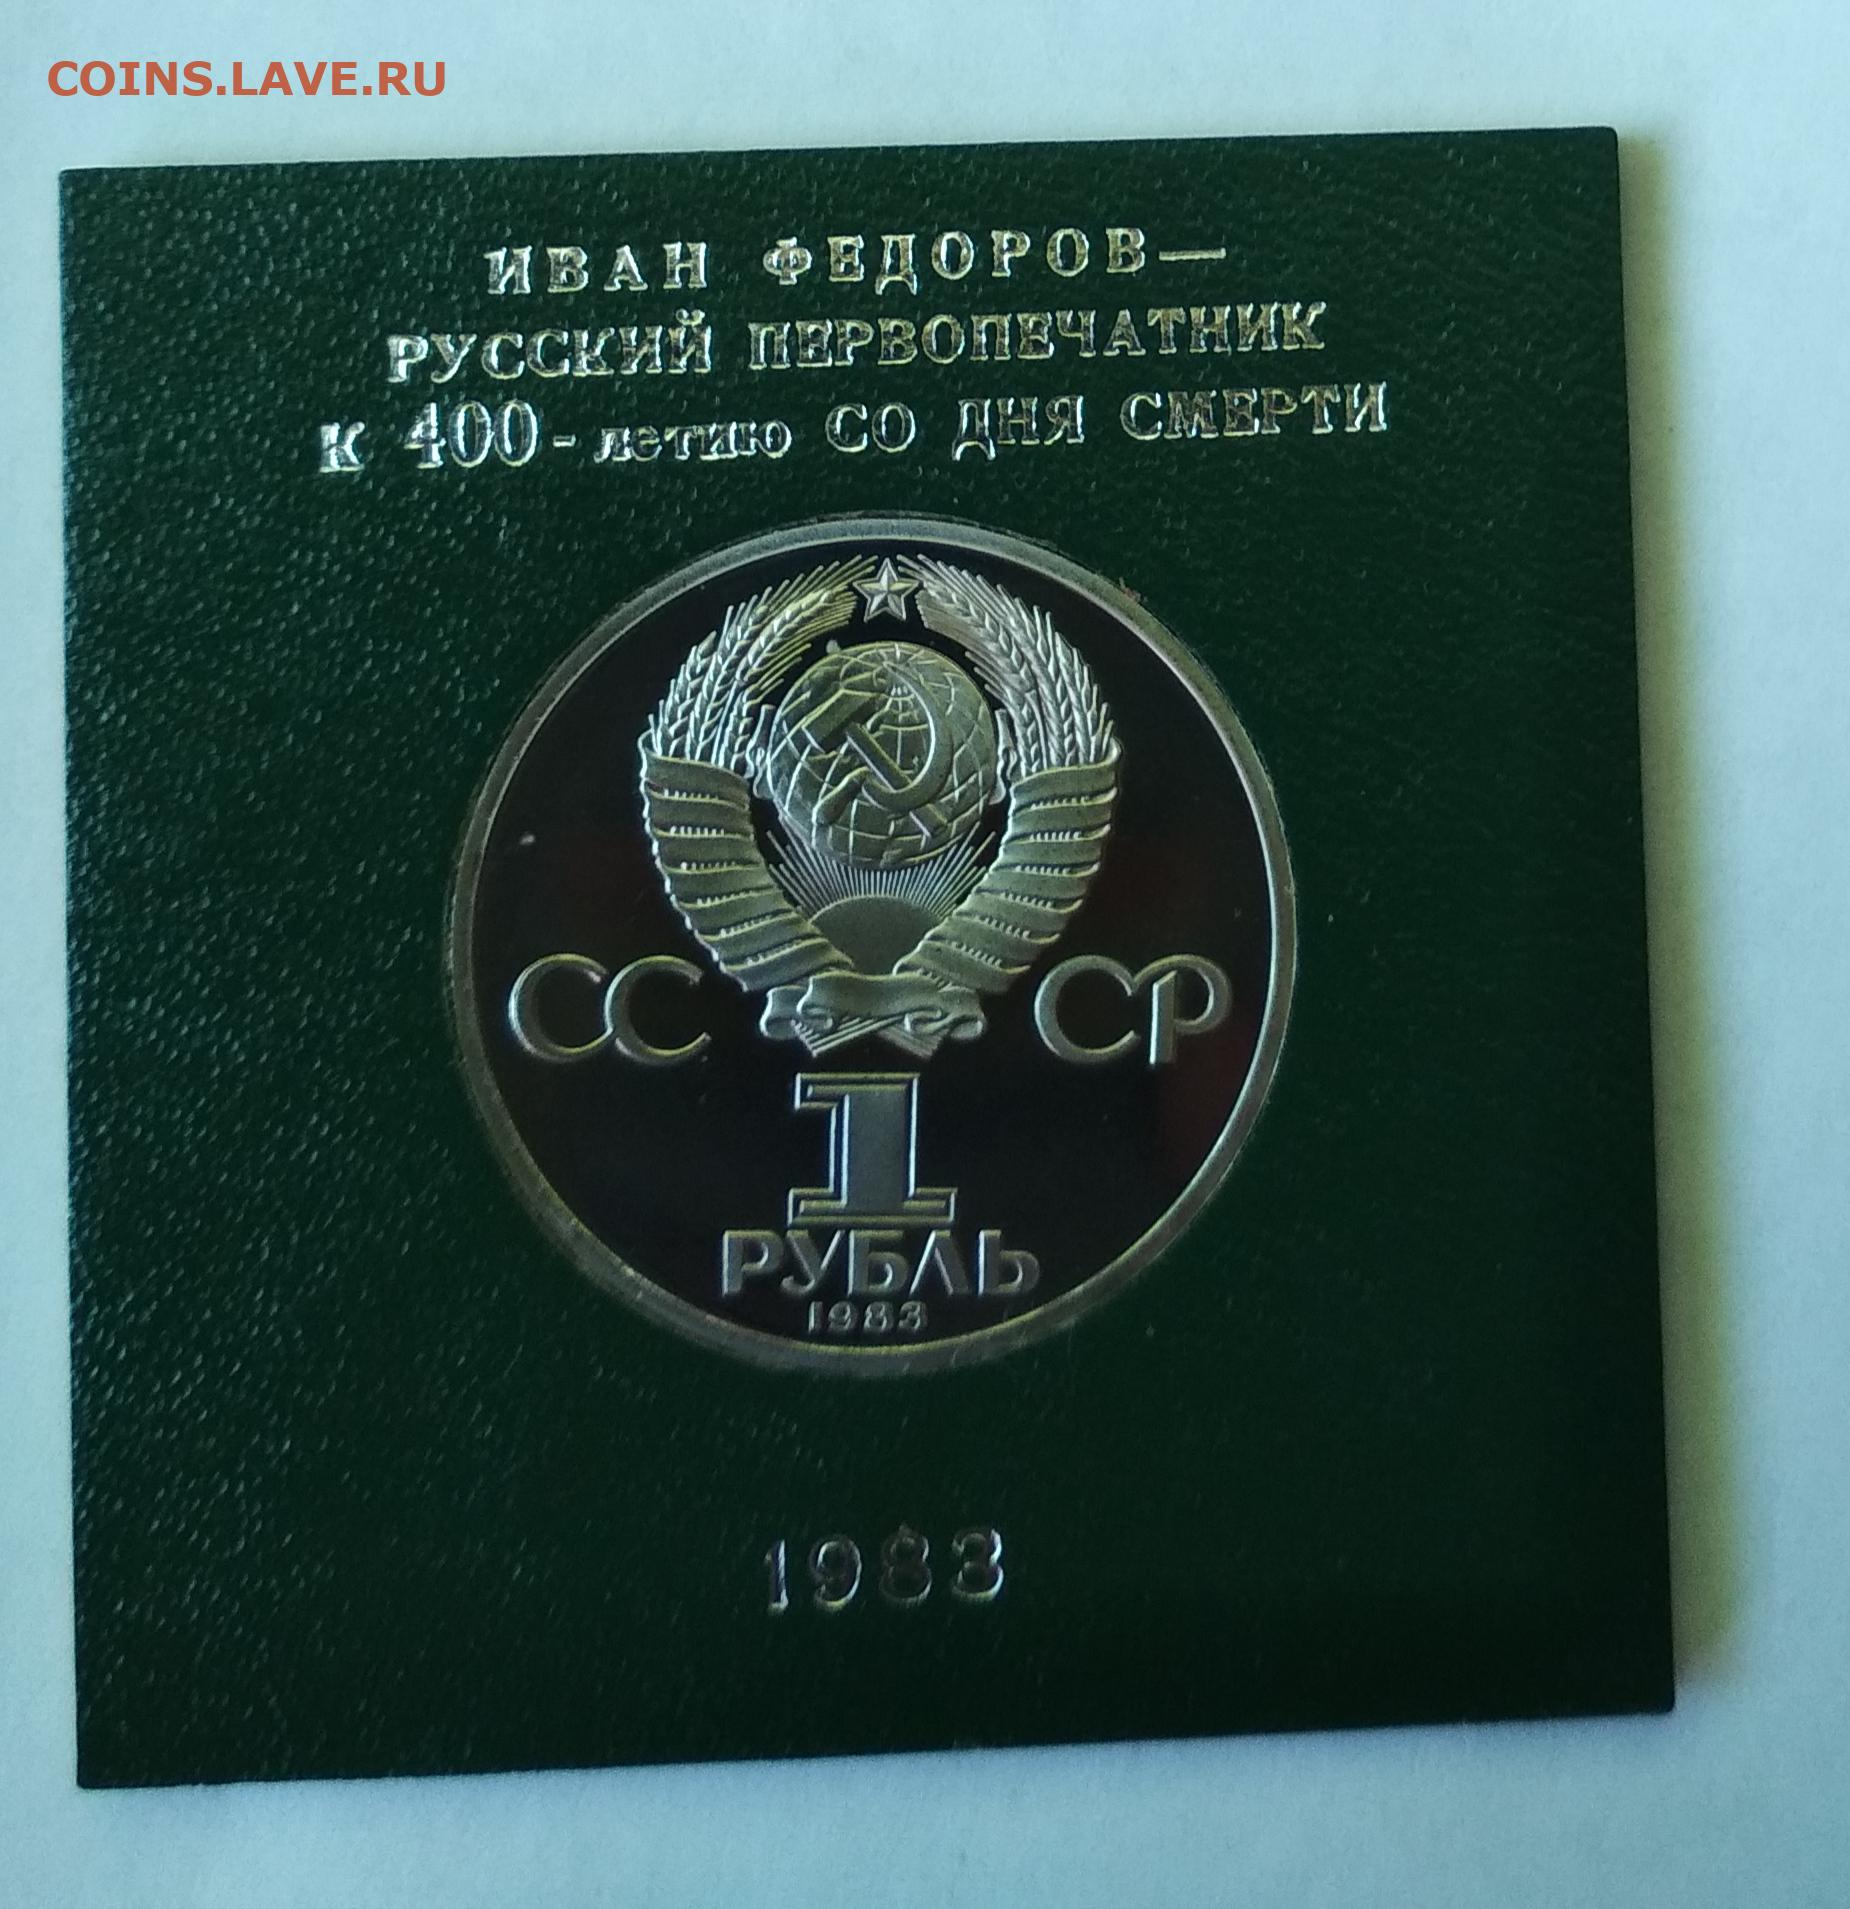 COINS.LAVE.RU
ИВАН ФЕДОРОВ—
РУССКИЙ ПЕРВОПЕЧАТНИК
К 400-летию СО ДНЯ СМЕРТИ
СС СР
1
РУБЛЬ
1983
1983